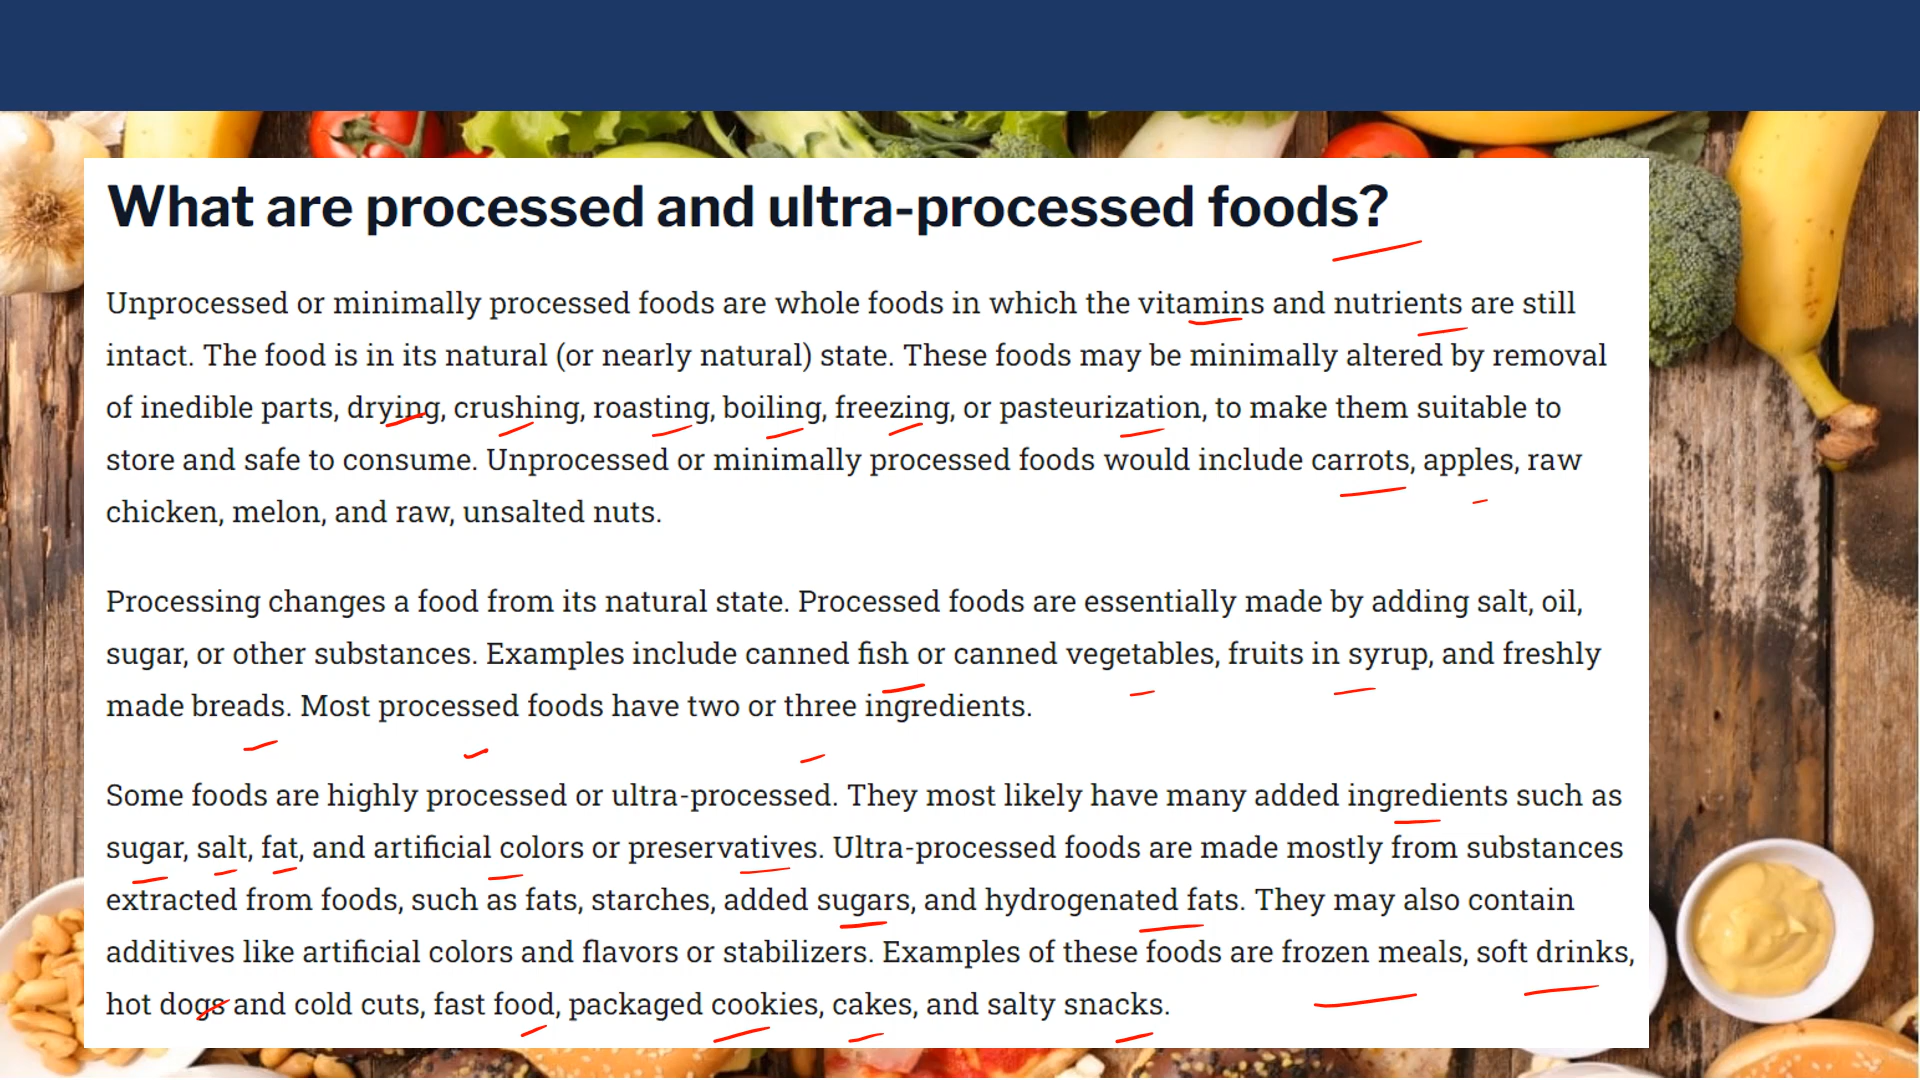 What are processed and ultra-processed foods?
Unprocessed or minimally processed foods are whole foods in which the vitamins and nutrients are still
intact. The food is in its natural (or nearly natural) state. These foods may be minimally altered by removal
of inedible parts, drying, crushing, roasting, boiling, freezing, or pasteurization, to make them suitable to
store and safe to consume. Unprocessed or minimally processed foods would include carrots, apples, raw
chicken, melon, and raw, unsalted nuts.
Processing changes a food from its natural state. Processed foods are essentially made by adding salt, oil,
sugar, or other substances. Examples include canned fish or canned vegetables, fruits in syrup, and freshly
made breads. Most processed foods have two or three ingredients.
Some foods are highly processed or ultra-processed. They most likely have many added ingredients such as
sugar, salt, fat, and artificial colors or preservatives. Ultra-processed foods are made mostly from substances
extracted from foods, such as fats, starches, added sugars, and hydrogenated fats. They may also contain
additives like artificial colors and flavors or stabilizers. Examples of these foods are frozen meals, soft drinks,
hot dogs and cold cuts, fast food, packaged cookies, cakes, and salty snacks.